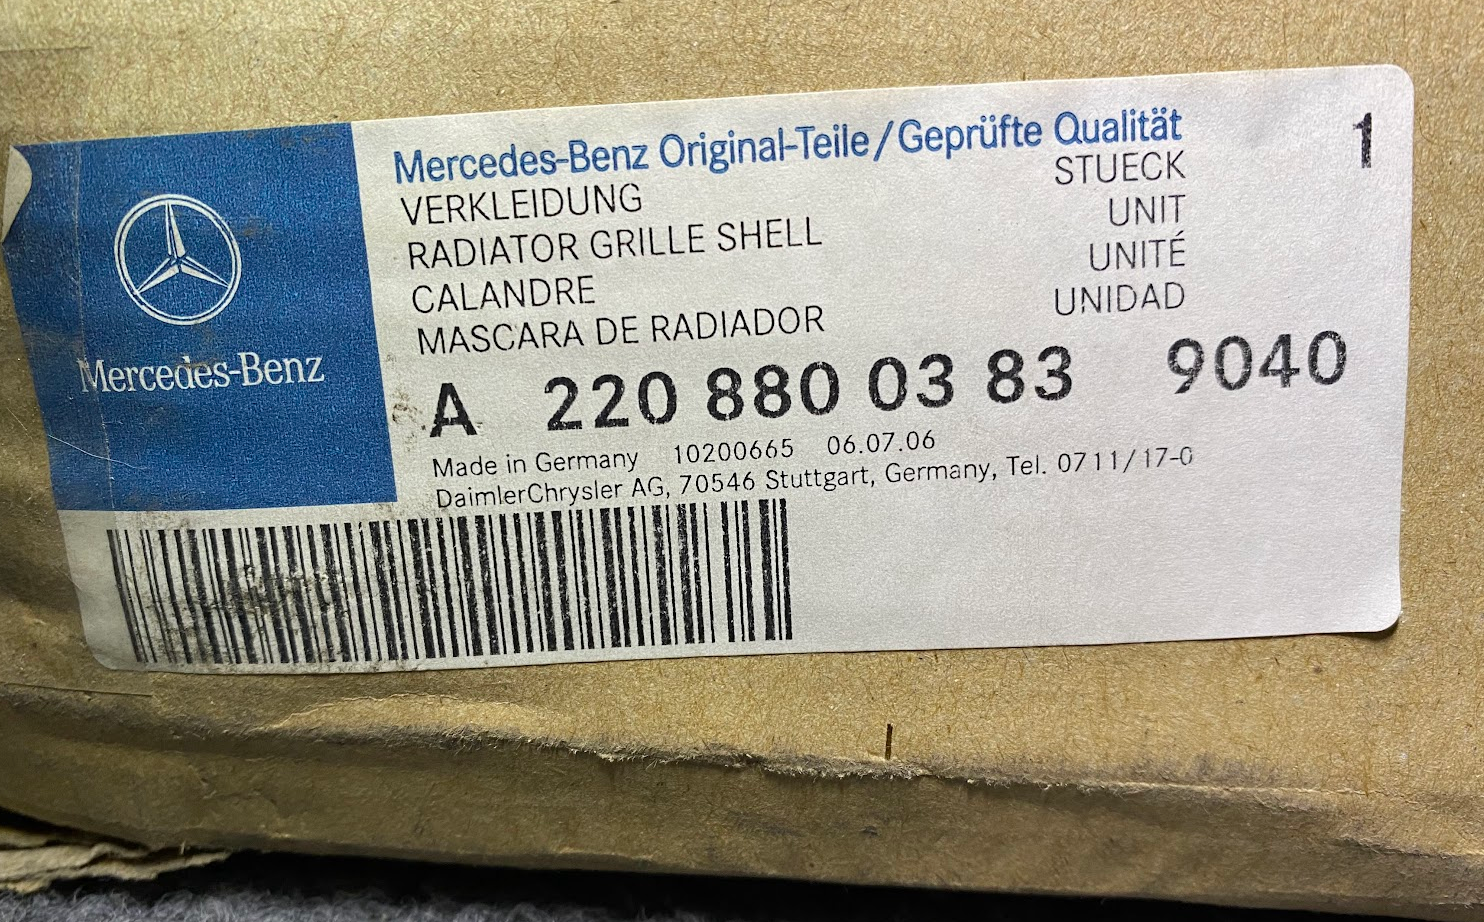 Mercedes-Benz
Mercedes-Benz Original-Teile/Geprüfte Qualität
VERKLEIDUNG STUECK 1
RADIATOR GRILLE SHELL UNIT
CALANDRE UNITÉ
MASCARA DE RADIADOR UNIDAD
A 220 880 03 83 9040
Made in Germany 10200665 06.07.06
DaimlerChrysler AG, 70546 Stuttgart, Germany, Tel. 0711/17-0